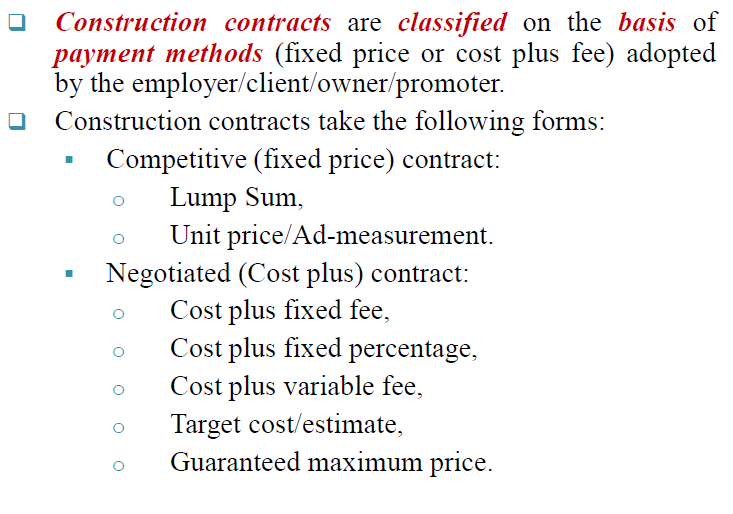 Construction contracts are classified on the basis of
payment methods (fixed price or cost plus fee) adopted
by the employer/client/owner/promoter.
Construction contracts take the following forms:
Competitive (fixed price) contract:
Lump Sum,
Unit price/Ad-measurement.
Negotiated (Cost plus) contract:
Cost plus fixed fee,
Cost plus fixed percentage,
Cost plus variable fee,
Target cost/estimate,
Guaranteed maximum price.